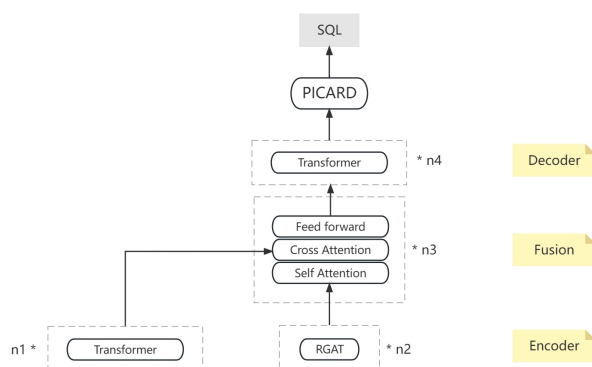 SQL
PICARD
Transformer
* n4
Decoder
Feed forward
Cross Attention
Self Attention
* n3
Fusion
n1 *
Transformer
RGAT
* n2
Encoder